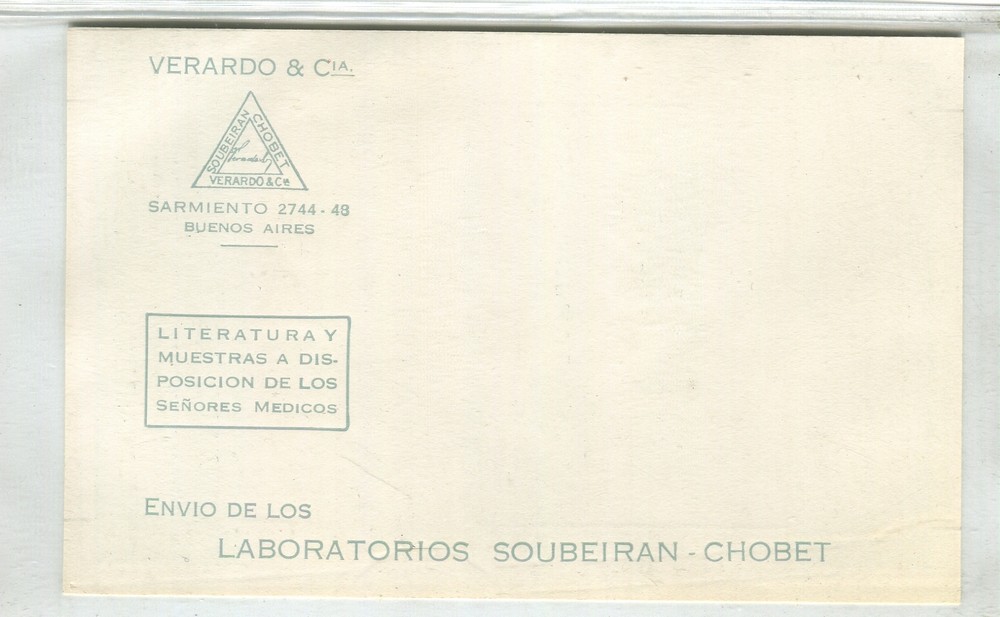 VERARDO & CIA.
SOUBEIRAN
CHOBET
VERARDO & Cia
SARMIENTO 2744 - 48
BUENOS AIRES
LITERATURA Y
MUESTRAS A DIS-
POSICION DE LOS
SEÑORES MEDICOS
ENVIO DE LOS
LABORATORIOS SOUBEIRAN - CHOBET